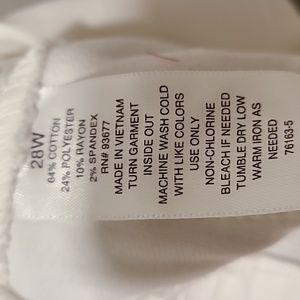 28W
64% COTTON
24% POLYESTER
10% RAYON
2% SPANDEX
RN# 93677
MADE IN VIETNAM
TURN GARMENT
INSIDE OUT
MACHINE WASH COLD
WITH LIKE COLORS
USE ONLY
NON-CHLORINE
BLEACH IF NEEDED
TUMBLE DRY LOW
WARM IRON AS
NEEDED
76163-5